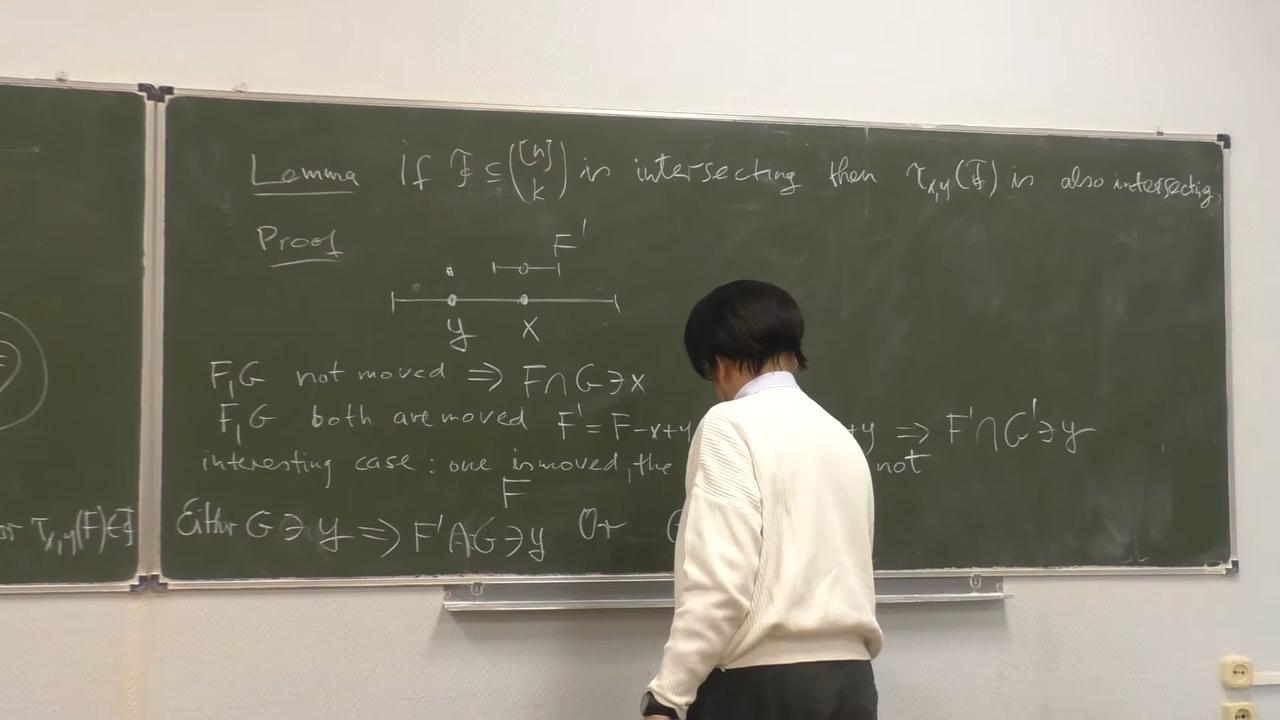 Lemma If F ⊆ ([n] k) is intersecting then τx,y(F) is also intersecting
Proof
F'
y x
F,G not moved ⇒ F∩G∋x
F,G both are moved F'=F-x+y +y ⇒ F'∩G'∋y
interesting case: one is moved, the not
F
or τx,y(F)∈F
Either G∋y ⇒ F'∩G∋y Or